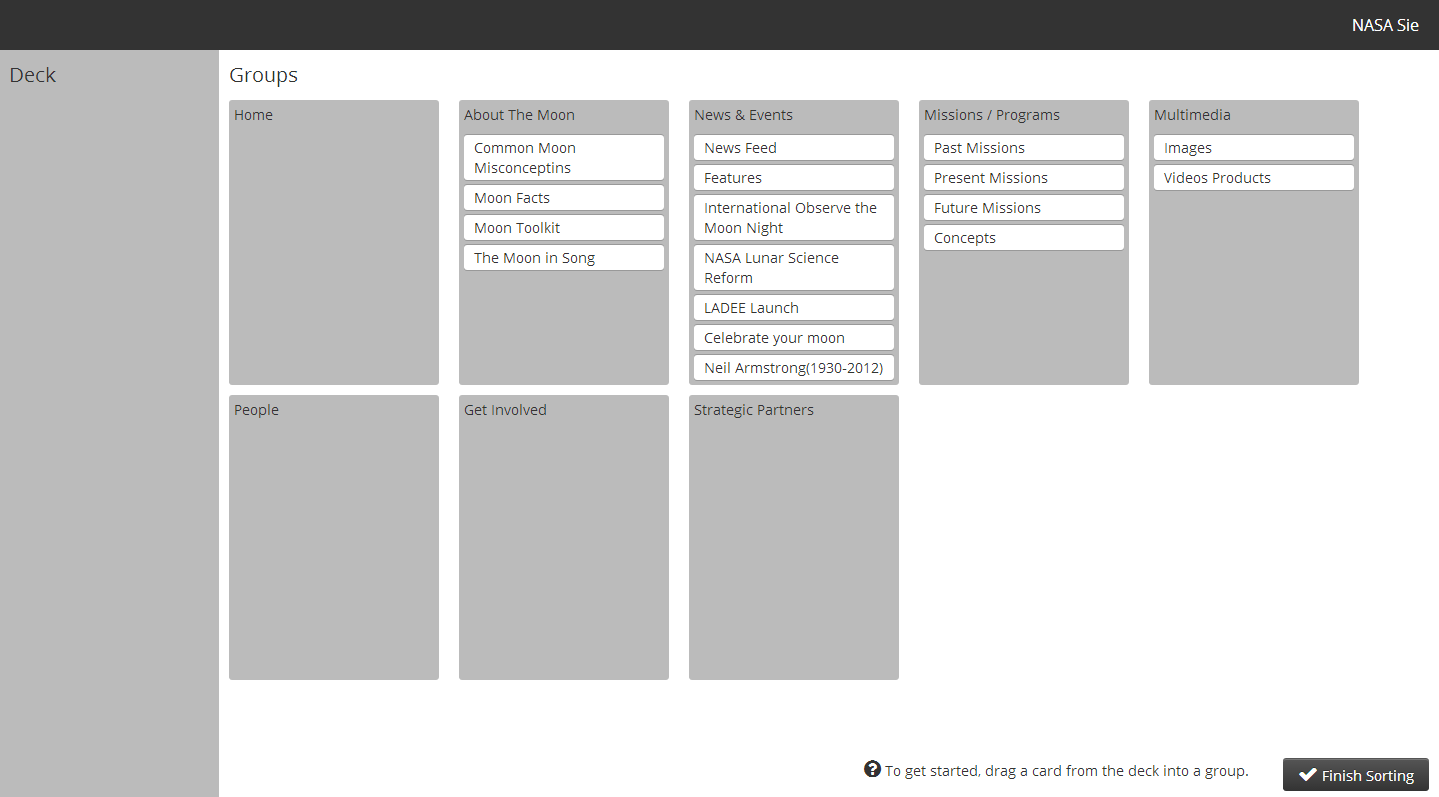 NASA Sie
Deck
Groups
Home
About The Moon
Common Moon
Misconceptins
Moon Facts
Moon Toolkit
The Moon in Song
News & Events
News Feed
Features
International Observe the
Moon Night
NASA Lunar Science
Reform
LADEE Launch
Celebrate your moon
Neil Armstrong(1930-2012)
Missions / Programs
Past Missions
Present Missions
Future Missions
Concepts
Multimedia
Images
Videos Products
People
Get Involved
Strategic Partners
To get started, drag a card from the deck into a group.
Finish Sorting